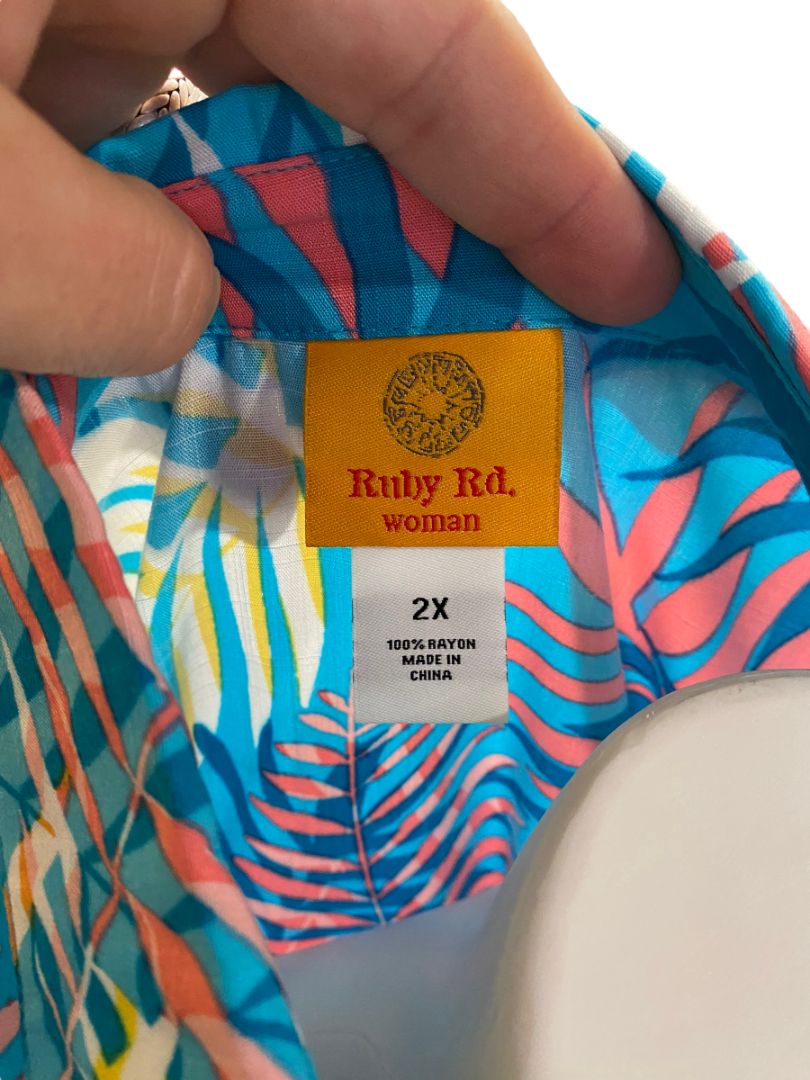 Ruby Rd.
woman
2X
100% RAYON
MADE IN
CHINA